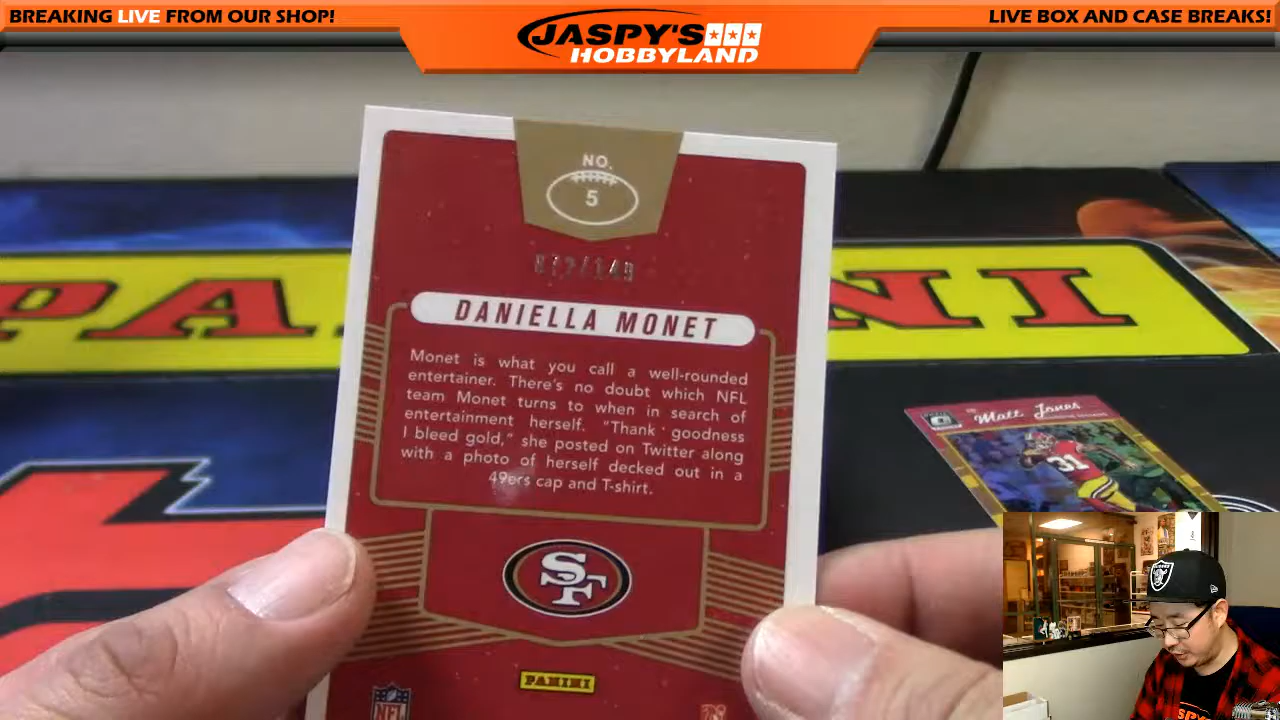 BREAKING LIVE FROM OUR SHOP!
JASPY'S
HOBBYLAND
LIVE BOX AND CASE BREAKS!
NO.
5
DANIELLA MONET
Monet is what you call a well-rounded
entertainer. There's no doubt which NFL
team Monet turns to when in search of
entertainment herself. "Thank goodness
I bleed gold," she posted on Twitter along
with a photo of herself decked out in a
49ers cap and T-shirt.
SF
PANINI
NFL
Matt Jones
31